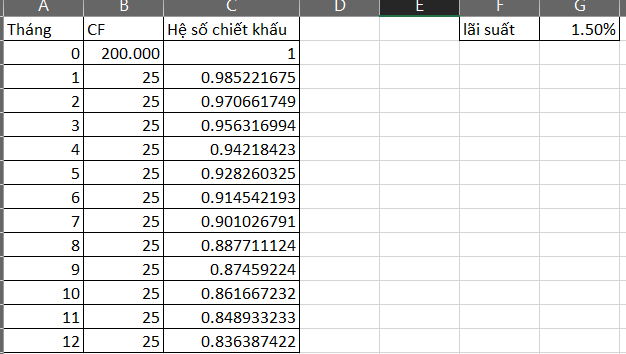 A B C D E F G
Tháng CF Hệ số chiết khấu lãi suất 1.50%
0 200.000 1
1 25 0.985221675
2 25 0.970661749
3 25 0.956316994
4 25 0.94218423
5 25 0.928260325
6 25 0.914542193
7 25 0.901026791
8 25 0.887711124
9 25 0.87459224
10 25 0.861667232
11 25 0.848933233
12 25 0.836387422